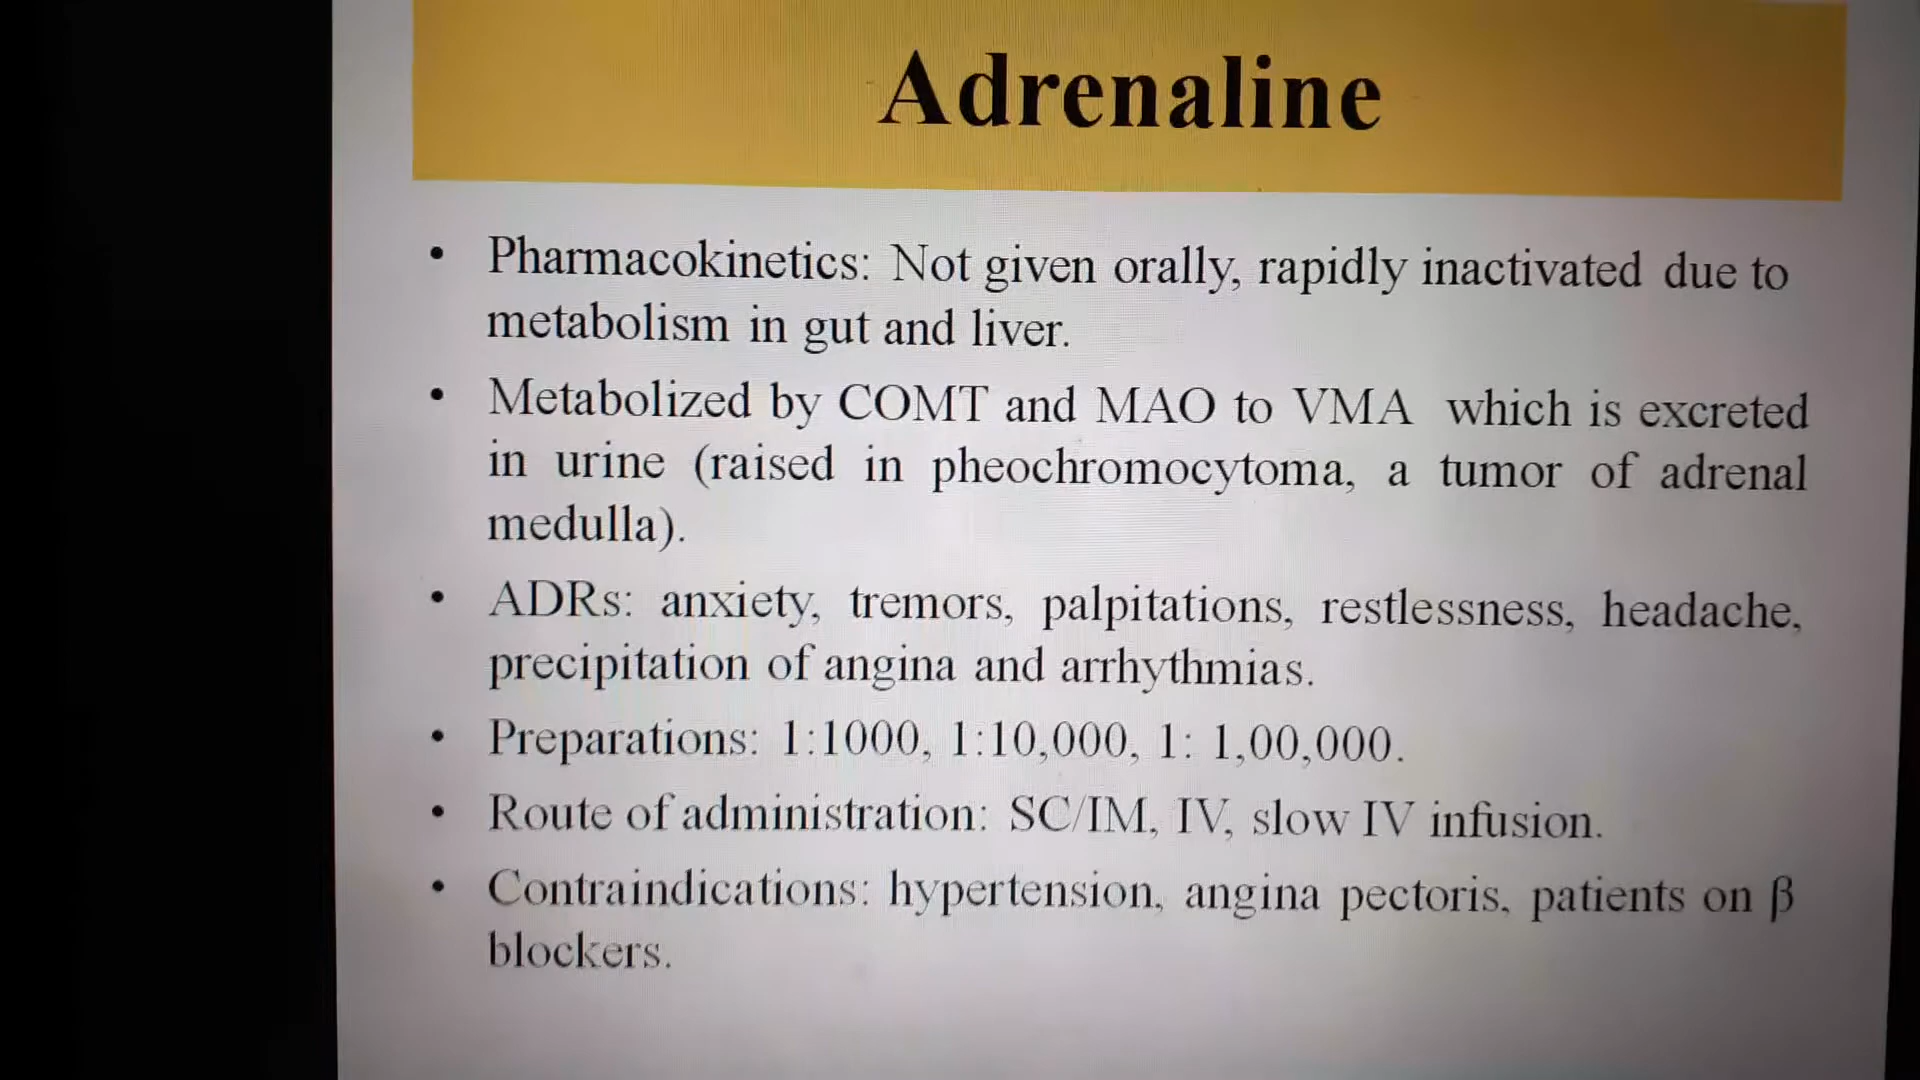 Adrenaline
• Pharmacokinetics: Not given orally, rapidly inactivated due to
metabolism in gut and liver.
• Metabolized by COMT and MAO to VMA which is excreted
in urine (raised in pheochromocytoma, a tumor of adrenal
medulla).
• ADRs: anxiety, tremors, palpitations, restlessness, headache,
precipitation of angina and arrhythmias.
• Preparations: 1:1000, 1:10,000, 1: 1,00,000.
• Route of administration: SC/IM, IV, slow IV infusion.
• Contraindications: hypertension, angina pectoris, patients on β
blockers.